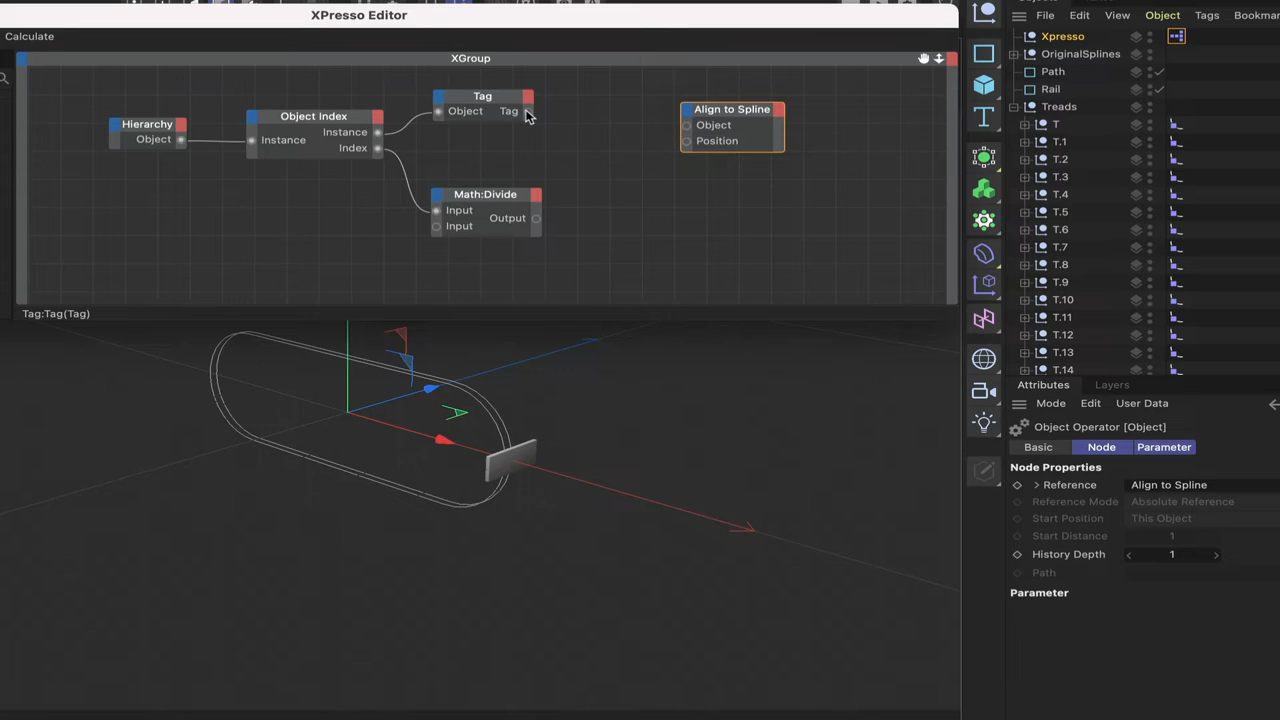 XPresso Editor
Calculate
XGroup
Hierarchy
Object
Object Index
Instance
Instance
Index
Tag
Object Tag
Math:Divide
Input
Output
Input
Align to Spline
Object
Position
Tag:Tag(Tag)
File Edit View Object Tags Bookmar
Xpresso
OriginalSplines
Path
Rail
Treads
T
T.1
T.2
T.3
T.4
T.5
T.6
T.7
T.8
T.9
T.10
T.11
T.12
T.13
T.14
Attributes Layers
Mode Edit User Data
Object Operator [Object]
Basic Node Parameter
Node Properties
> Reference Align to Spline
Reference Mode Absolute Reference
Start Position This Object
Start Distance 1
History Depth 1
Path
Parameter